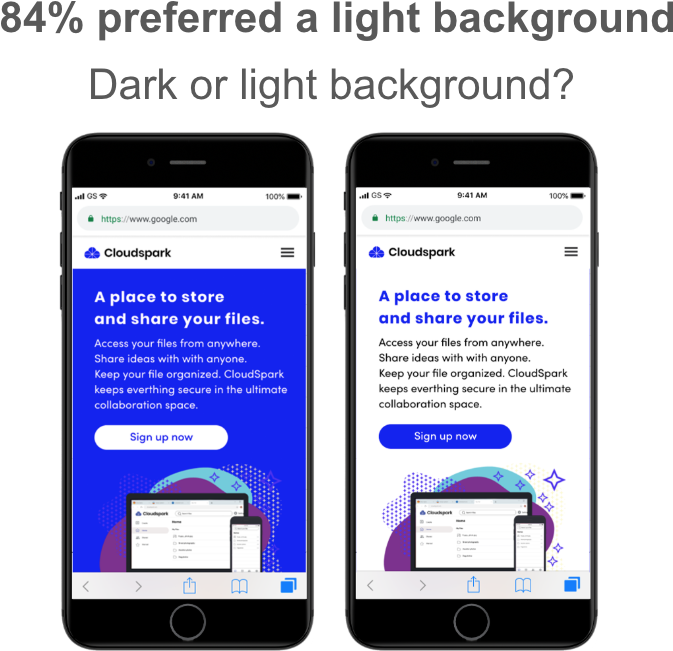 84% preferred a light background
Dark or light background?
GS
9:41 AM
100%
https://www.google.com
Cloudspark
A place to store
and share your files.
Access your files from anywhere.
Share ideas with with anyone.
Keep your file organized. CloudSpark
keeps everthing secure in the ultimate
collaboration space.
Sign up now
Cloudspark
Home
GS
9:41 AM
100%
https://www.google.com
Cloudspark
A place to store
and share your files.
Access your files from anywhere.
Share ideas with with anyone.
Keep your file organized. CloudSpark
keeps everthing secure in the ultimate
collaboration space.
Sign up now
Cloudspark
Home